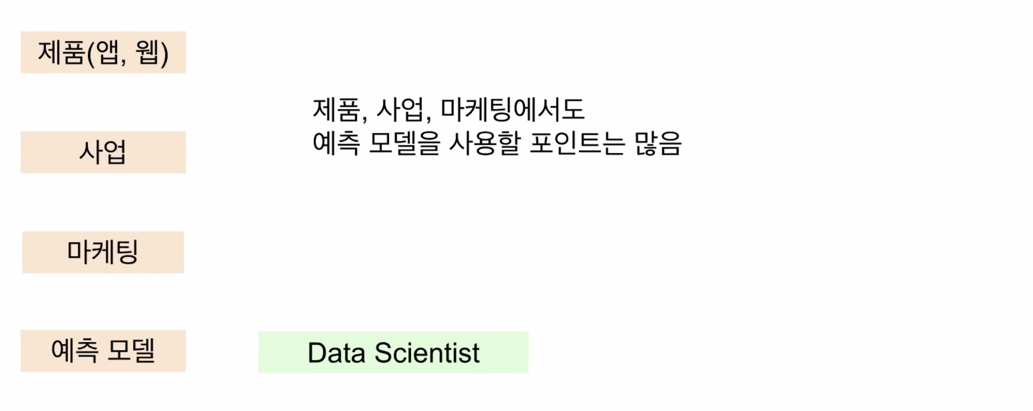 제품(앱, 웹)
제품, 사업, 마케팅에서도
예측 모델을 사용할 포인트는 많음
사업
마케팅
예측 모델
Data Scientist